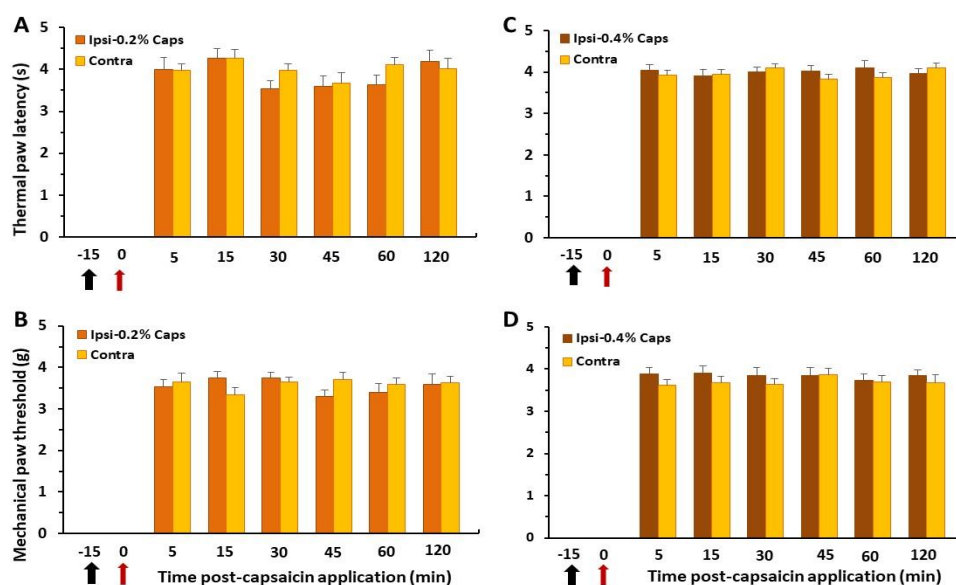 A
Thermal paw latency (s)
Ipsi-0.2% Caps
Contra
5
4
3
2
1
0
-15 0 5 15 30 45 60 120
C
Ipsi-0.4% Caps
Contra
5
4
3
2
1
0
-15 0 5 15 30 45 60 120
B
Mechanical paw threshold (g)
Ipsi-0.2% Caps
Contra
5
4
3
2
1
0
-15 0 5 15 30 45 60 120
Time post-capsaicin application (min)
D
Ipsi-0.4% Caps
Contra
5
4
3
2
1
0
-15 0 5 15 30 45 60 120
Time post-capsaicin application (min)